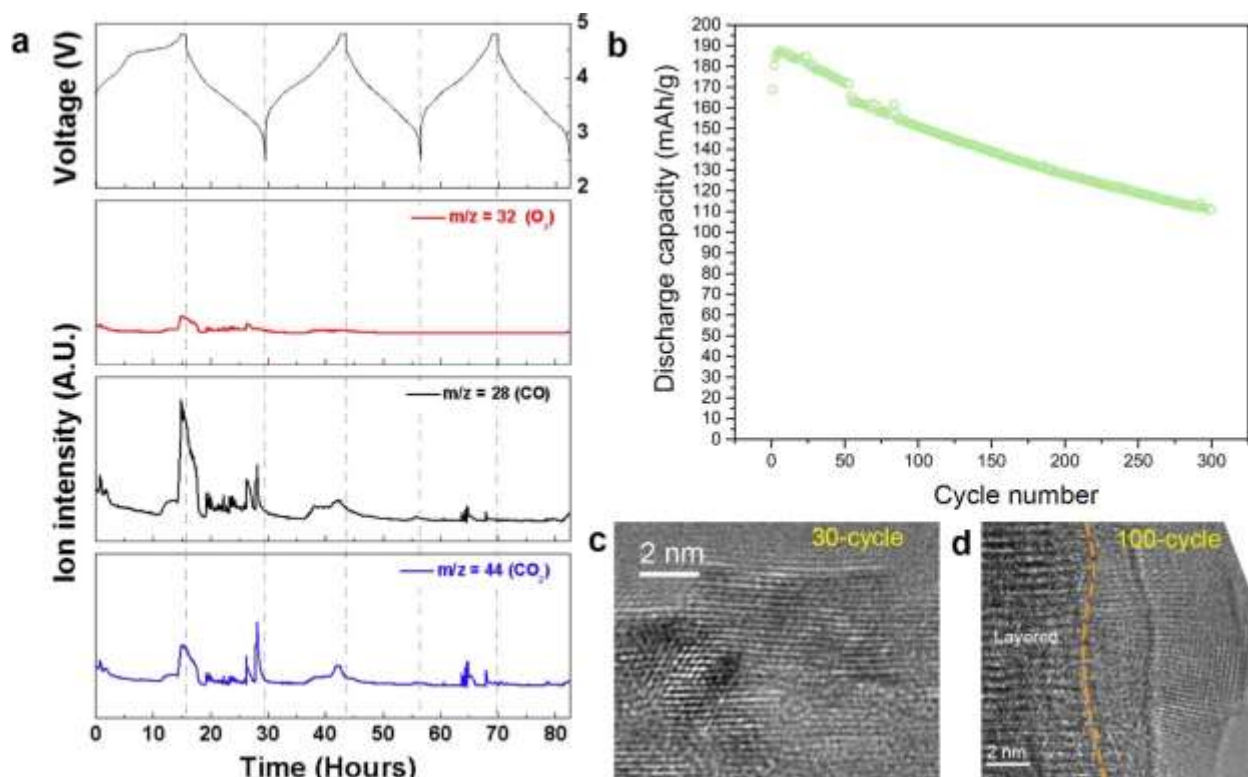 a
Voltage (V)
5
4
3
2
m/z = 32 (O₂)
m/z = 28 (CO)
m/z = 44 (CO₂)
Ion intensity (A.U.)
0 10 20 30 40 50 60 70 80
Time (Hours)
b
Discharge capacity (mAh/g)
200
190
180
170
160
150
140
130
120
110
100
90
80
70
60
50
40
30
20
10
0
0 50 100 150 200 250 300
Cycle number
c
2 nm
30-cycle
d
100-cycle
Layered
2 nm